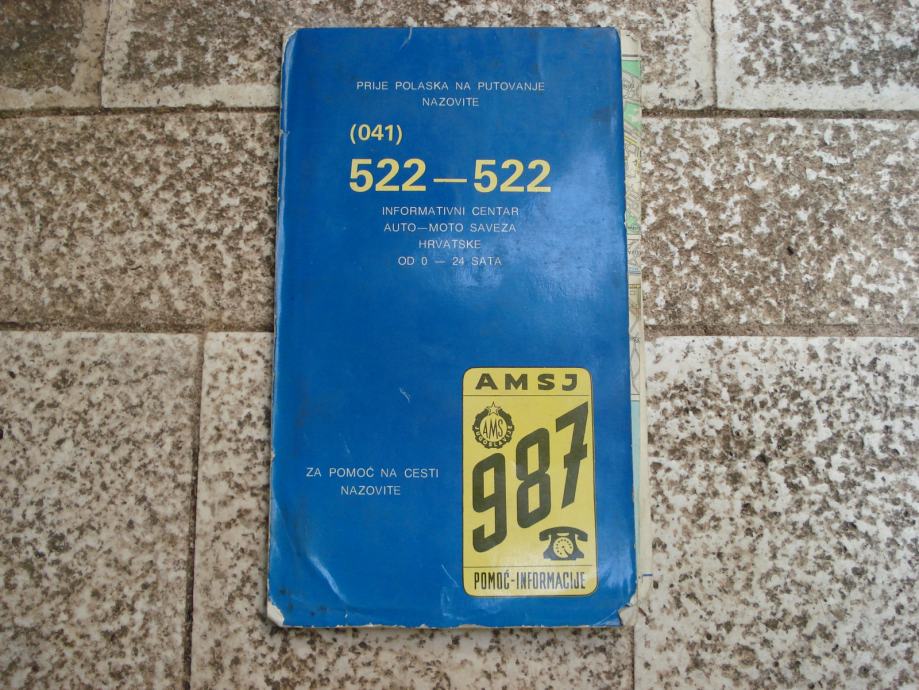 PRIJE POLASKA NA PUTOVANJE
NAZOVITE
(041)
522—522
INFORMATIVNI CENTAR
AUTO—MOTO SAVEZA
HRVATSKE
OD 0 — 24 SATA
ZA POMOĆ NA CESTI
NAZOVITE
AMSJ
AMS
JUGOSLAVIJE
987
POMOĆ-INFORMACIJE